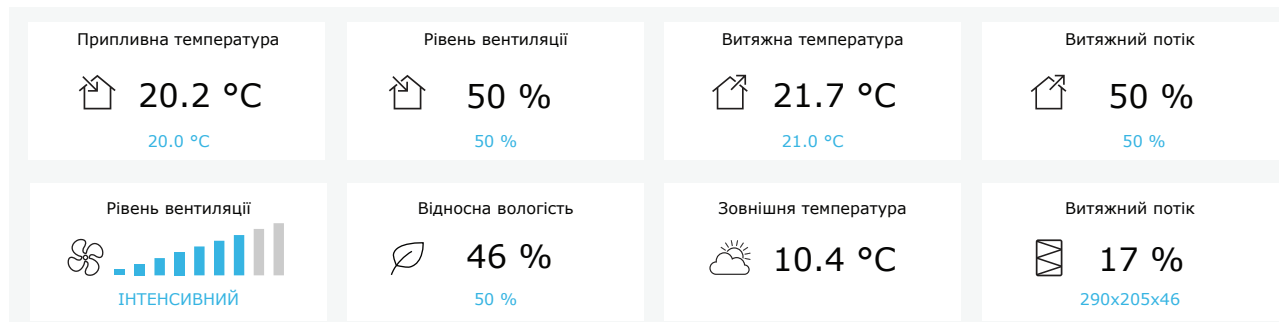 Припливна температура
20.2 °C
20.0 °C
Рівень вентиляції
50 %
50 %
Витяжна температура
21.7 °C
21.0 °C
Витяжний потік
50 %
50 %
Рівень вентиляції
ІНТЕНСИВНИЙ
Відносна вологість
46 %
50 %
Зовнішня температура
10.4 °C
Витяжний потік
17 %
290x205x46